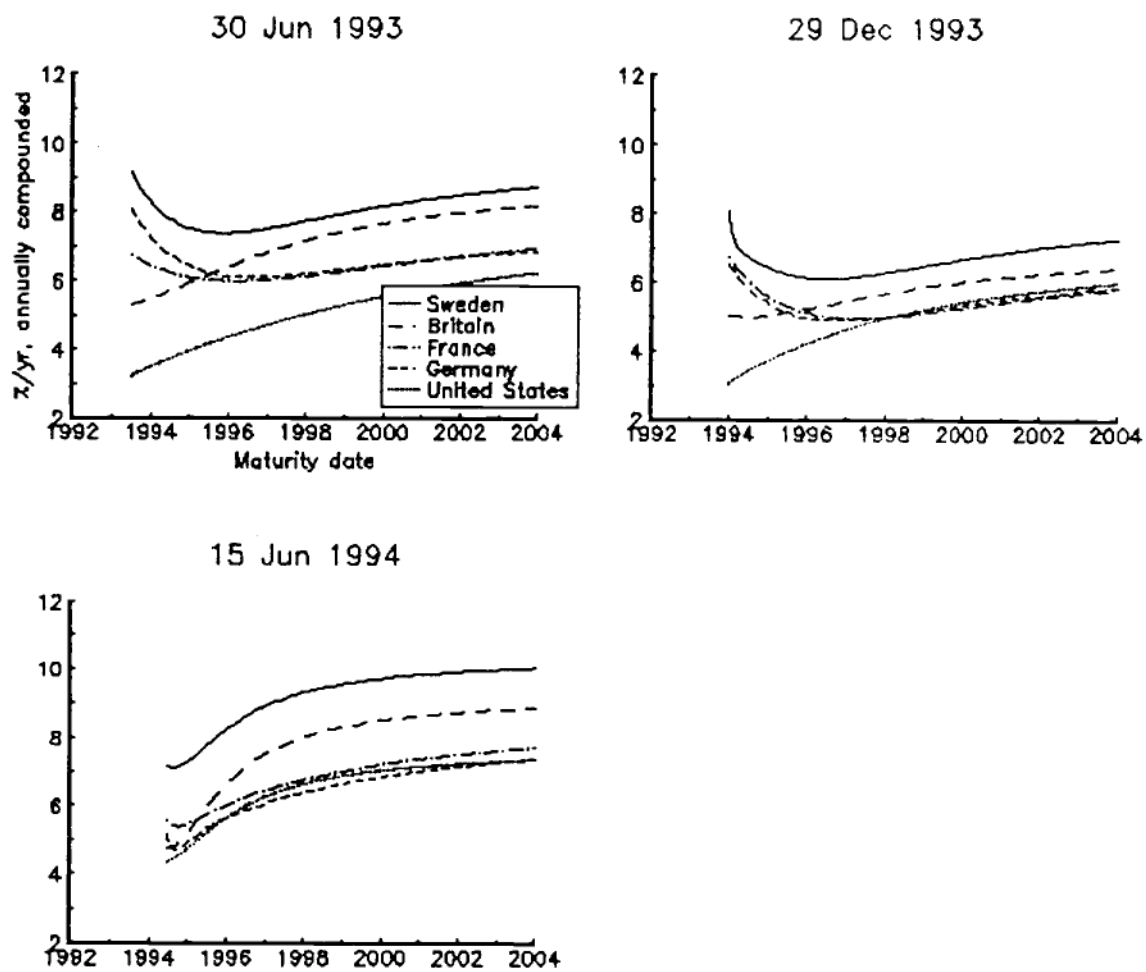 30 Jun 1993
%/yr, annually compounded
12
10
8
6
4
2
1992 1994 1996 1998 2000 2002 2004
Maturity date
Sweden
Britain
France
Germany
United States
29 Dec 1993
12
10
8
6
4
2
1992 1994 1996 1998 2000 2002 2004
15 Jun 1994
12
10
8
6
4
2
1992 1994 1996 1998 2000 2002 2004